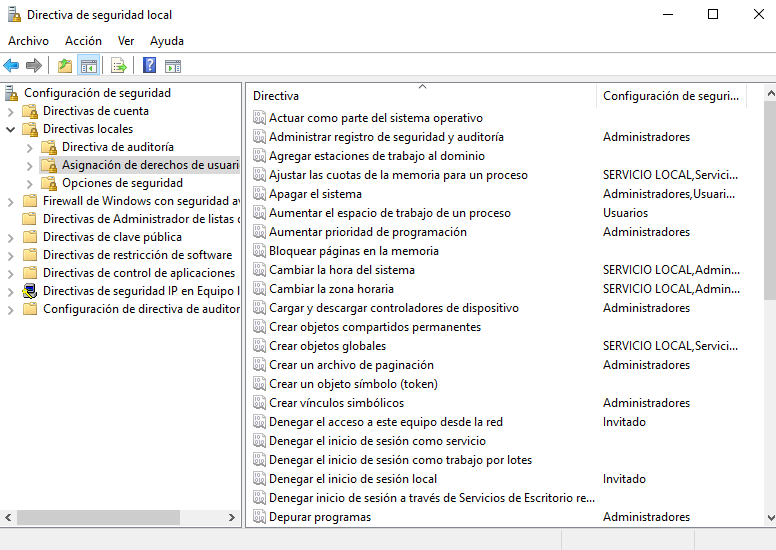 Directiva de seguridad local
Archivo Acción Ver Ayuda
Configuración de seguridad
Directivas de cuenta
Directivas locales
Directiva de auditoría
Asignación de derechos de usuari
Opciones de seguridad
Firewall de Windows con seguridad av
Directivas de Administrador de listas d
Directivas de clave pública
Directivas de restricción de software
Directivas de control de aplicaciones
Directivas de seguridad IP en Equipo l
Configuración de directiva de auditor
Directiva Configuración de seguri...
Actuar como parte del sistema operativo
Administrar registro de seguridad y auditoría Administradores
Agregar estaciones de trabajo al dominio
Ajustar las cuotas de la memoria para un proceso SERVICIO LOCAL,Servici...
Apagar el sistema Administradores,Usuari...
Aumentar el espacio de trabajo de un proceso Usuarios
Aumentar prioridad de programación Administradores
Bloquear páginas en la memoria
Cambiar la hora del sistema SERVICIO LOCAL,Admin...
Cambiar la zona horaria SERVICIO LOCAL,Admin...
Cargar y descargar controladores de dispositivo Administradores
Crear objetos compartidos permanentes
Crear objetos globales SERVICIO LOCAL,Servici...
Crear un archivo de paginación Administradores
Crear un objeto símbolo (token)
Crear vínculos simbólicos Administradores
Denegar el acceso a este equipo desde la red Invitado
Denegar el inicio de sesión como servicio
Denegar el inicio de sesión como trabajo por lotes
Denegar el inicio de sesión local Invitado
Denegar inicio de sesión a través de Servicios de Escritorio re...
Depurar programas Administradores